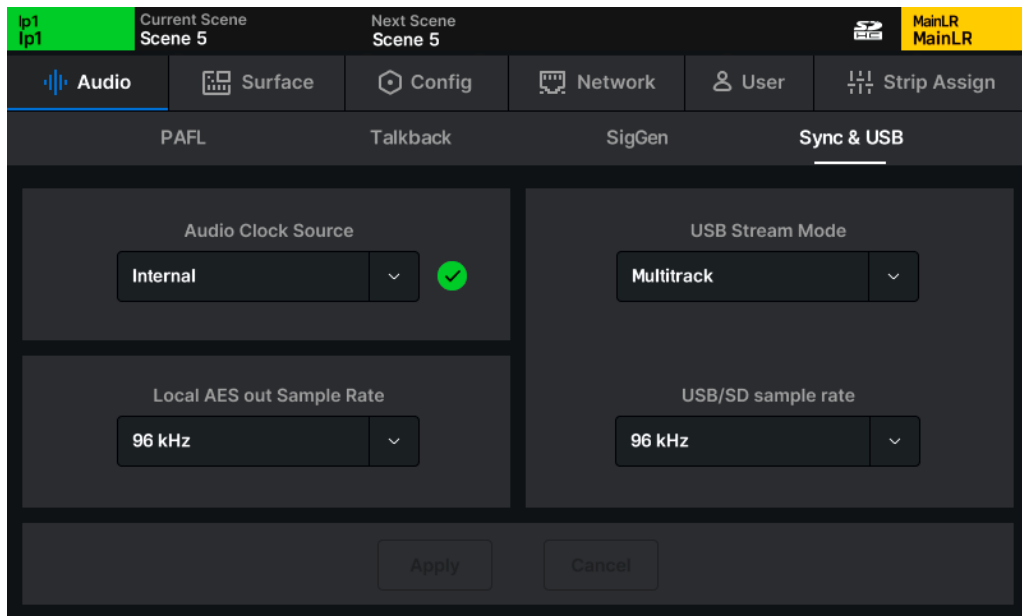 Ip1
Ip1
Current Scene
Scene 5
Next Scene
Scene 5
MainLR
MainLR
Audio
Surface
Config
Network
User
Strip Assign
PAFL
Talkback
SigGen
Sync & USB
Audio Clock Source
Internal
USB Stream Mode
Multitrack
Local AES out Sample Rate
96 kHz
USB/SD sample rate
96 kHz
Apply
Cancel